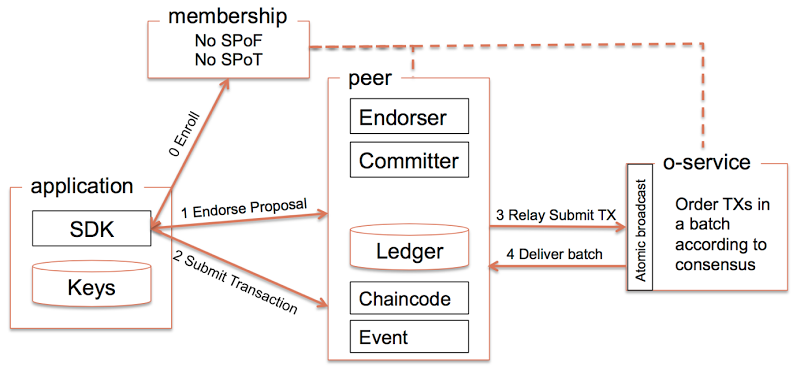 membership
No SPoF
No SPoT
peer
Endorser
Committer
Ledger
Chaincode
Event
0 Enroll
application
SDK
Keys
1 Endorse Proposal
2 Submit Transaction
3 Relay Submit TX
4 Deliver batch
o-service
Atomic broadcast
Order TXs in
a batch
according to
consensus